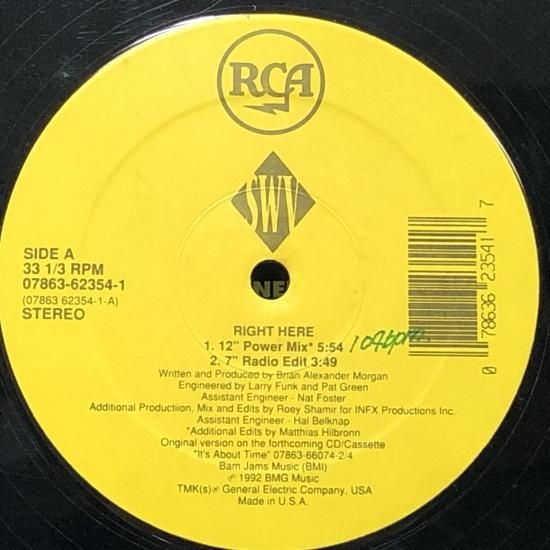 RCA
SWV
SIDE A
33 1/3 RPM
07863-62354-1
(07863 62354-1-A)
STEREO
NE
0 78636 23541 7
RIGHT HERE
1. 12" Power Mix* 5:54 104bpm
2. 7" Radio Edit 3:49
Written and Produced by Brian Alexander Morgan
Engineered by Larry Funk and Pat Green
Assistant Engineer - Nat Foster
Additional Productiion, Mix and Edits by Roey Shamir for INFX Productions Inc.
Assistant Engineer - Hal Belknap
*Additional Edits by Matthias Hilbronn
Original version on the forthcoming CD/Cassette
"It's About Time" 07863-66074-2/4
Bam Jams Music (BMI)
℗ 1992 BMG Music
TMK(s)® General Electric Company, USA
Made in U.S.A.